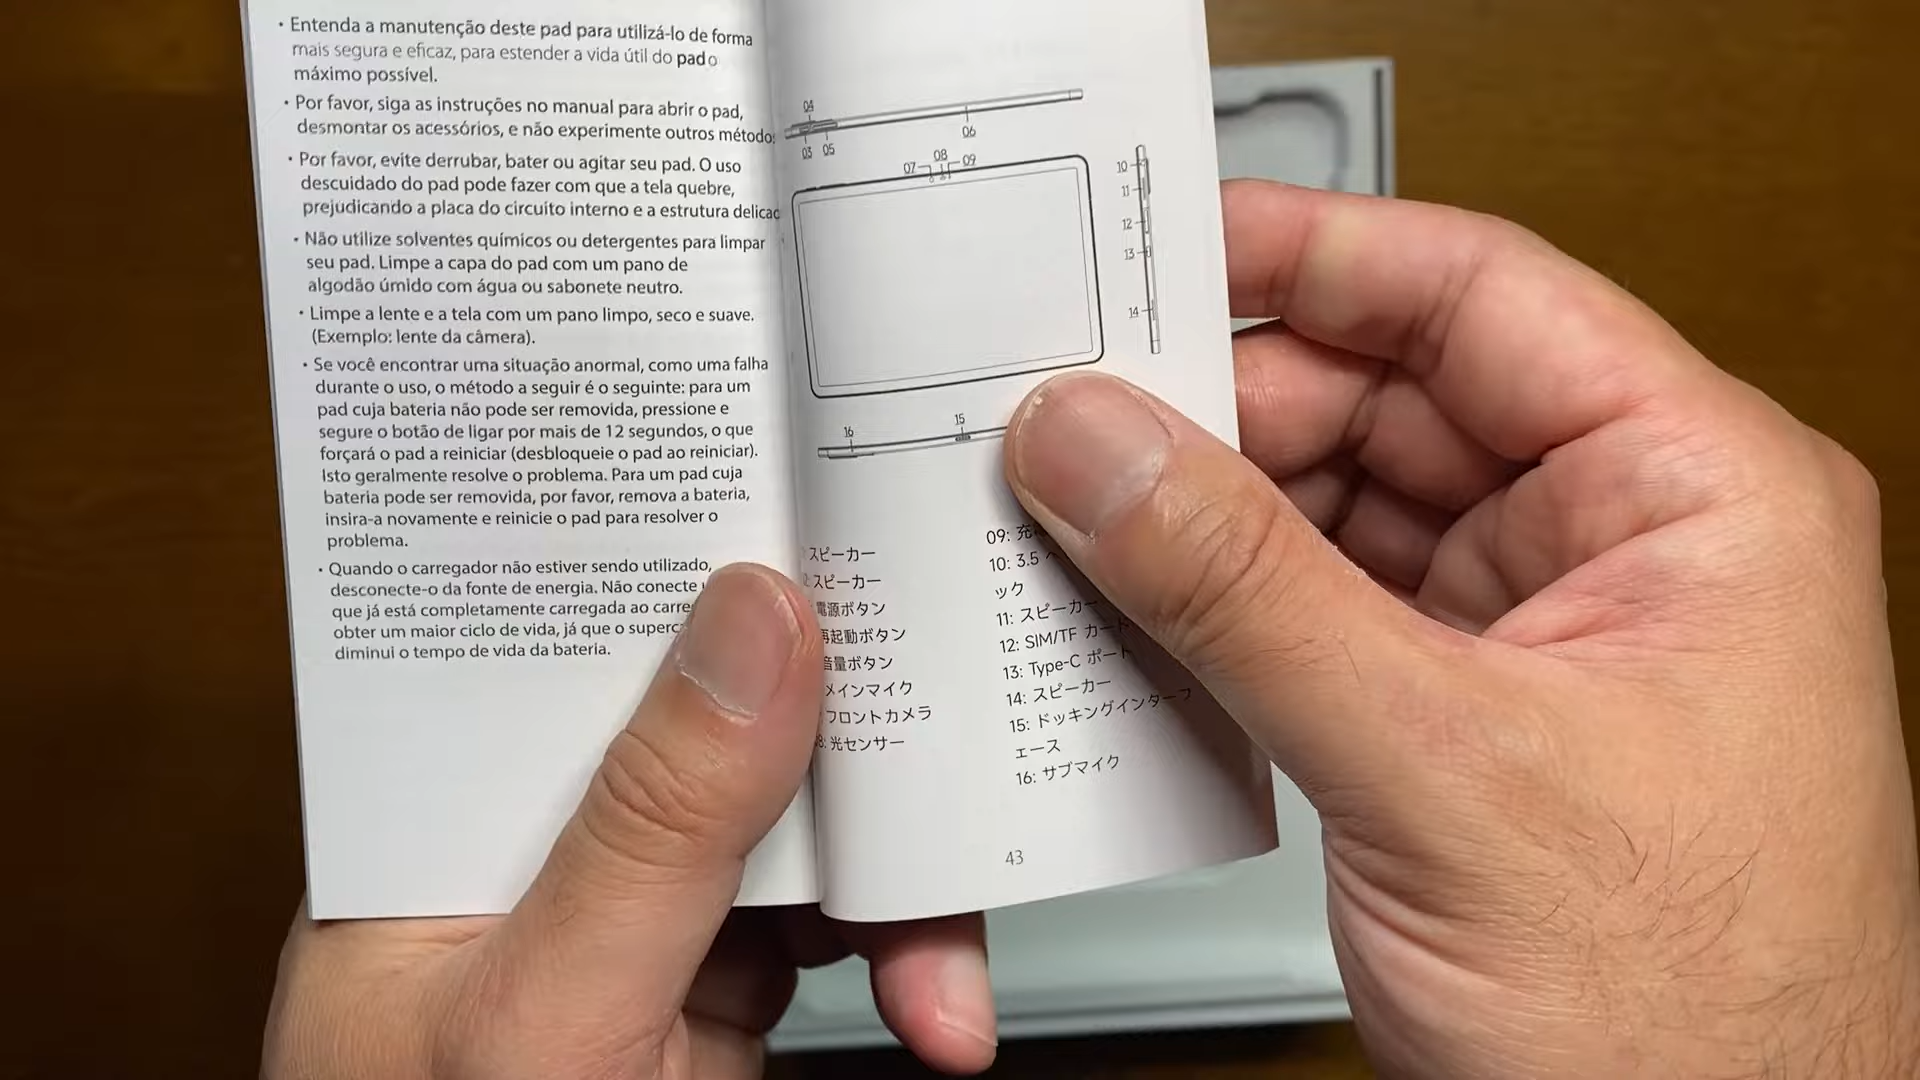 • Entenda a manutenção deste pad para utilizá-lo de forma
mais segura e eficaz, para estender a vida útil do pad o
máximo possível.
• Por favor, siga as instruções no manual para abrir o pad,
desmontar os acessórios, e não experimente outros método
• Por favor, evite derrubar, bater ou agitar seu pad. O uso
descuidado do pad pode fazer com que a tela quebre,
prejudicando a placa do circuito interno e a estrutura delicad
• Não utilize solventes químicos ou detergentes para limpar
seu pad. Limpe a capa do pad com um pano de
algodão úmido com água ou sabonete neutro.
• Limpe a lente e a tela com um pano limpo, seco e suave.
(Exemplo: lente da câmera).
• Se você encontrar uma situação anormal, como uma falha
durante o uso, o método a seguir é o seguinte: para um
pad cuja bateria não pode ser removida, pressione e
segure o botão de ligar por mais de 12 segundos, o que
forçará o pad a reiniciar (desbloqueie o pad ao reiniciar).
Isto geralmente resolve o problema. Para um pad cuja
bateria pode ser removida, por favor, remova a bateria,
insira-a novamente e reinicie o pad para resolver o
problema.
• Quando o carregador não estiver sendo utilizado,
desconecte-o da fonte de energia. Não conecte
que já está completamente carregada ao carre
obter um maior ciclo de vida, já que o superc
diminui o tempo de vida da bateria.
04
03 05
06
07 08 09
10
11
12
13
14
15
16
スピーカー
スピーカー
電源ボタン
再起動ボタン
音量ボタン
メインマイク
フロントカメラ
8: 光センサー
09: 充
10: 3.5 ヘ
ック
11: スピーカー
12: SIM/TF カード
13: Type-C ポート
14: スピーカー
15: ドッキングインターフ
ェース
16: サブマイク
43